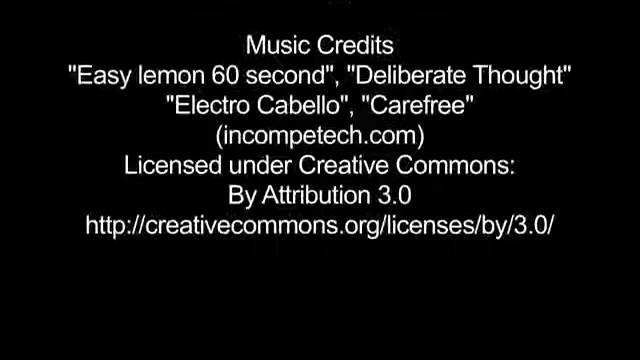 Music Credits
"Easy lemon 60 second", "Deliberate Thought"
"Electro Cabello", "Carefree"
(incompetech.com)
Licensed under Creative Commons:
By Attribution 3.0
http://creativecommons.org/licenses/by/3.0/